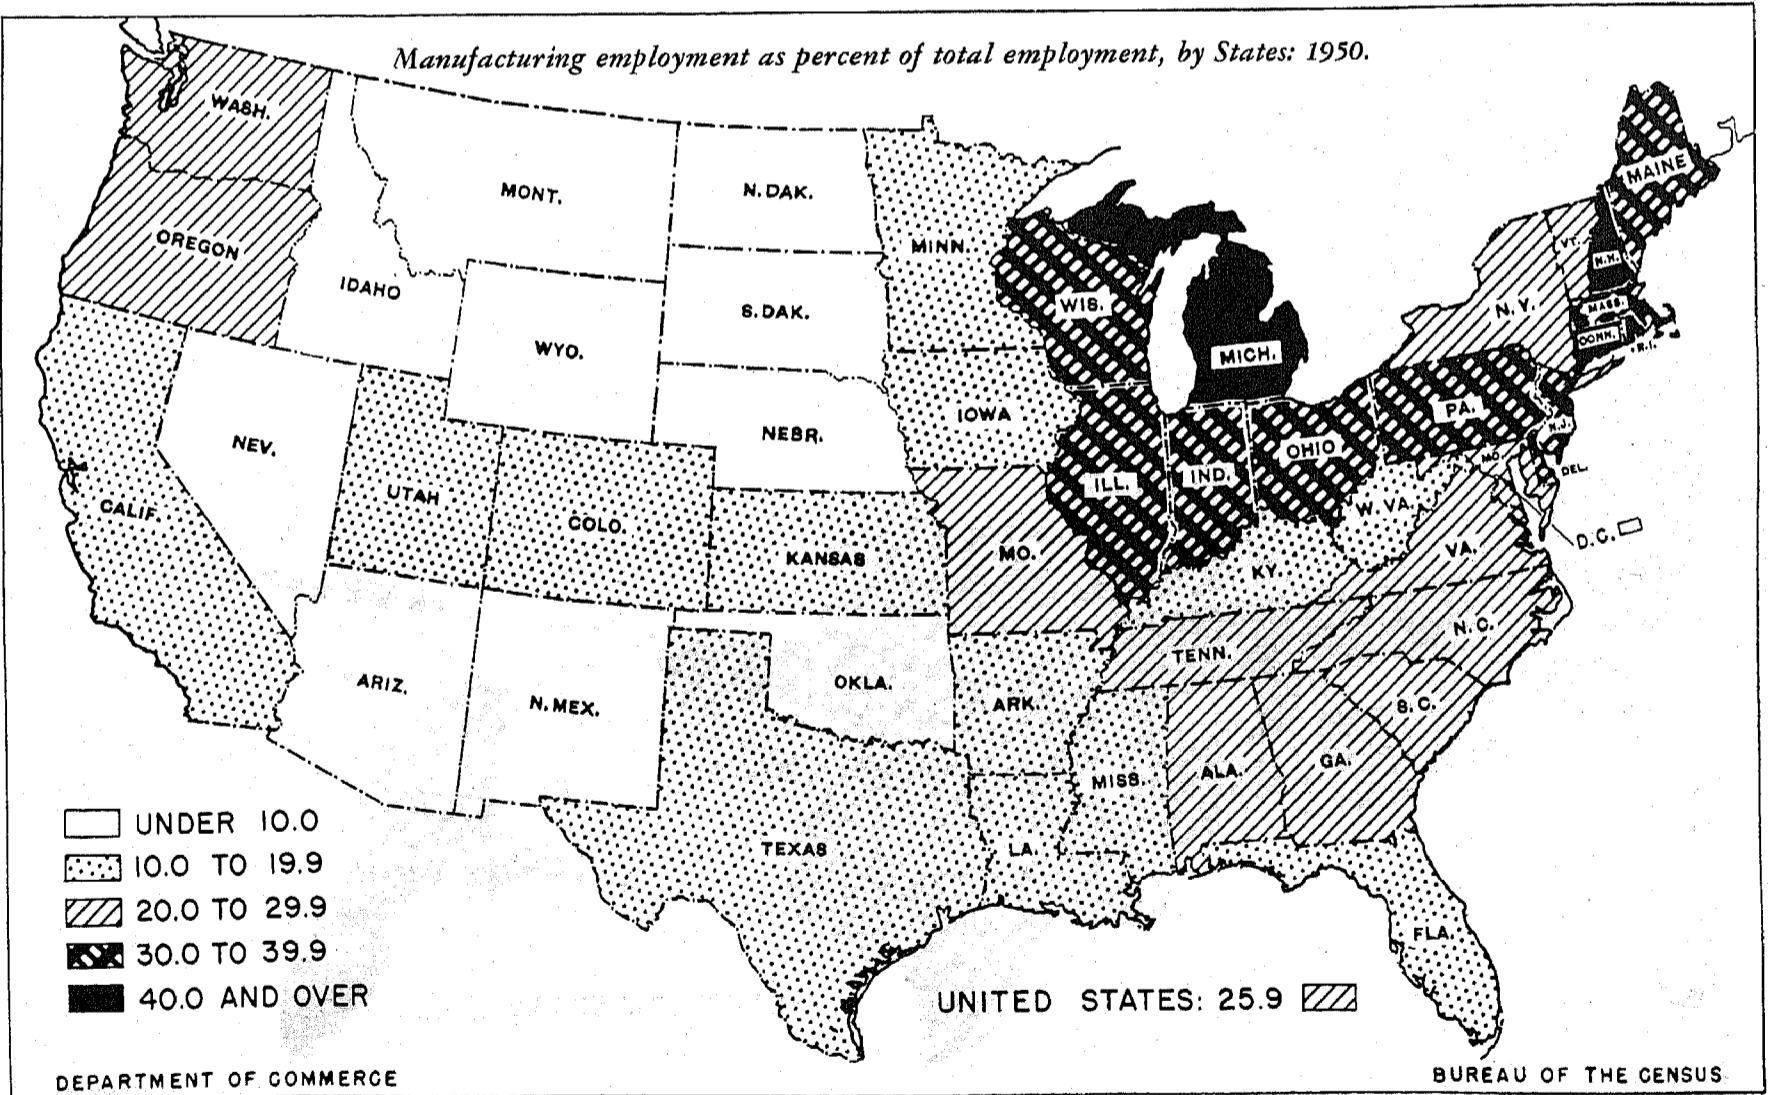 Manufacturing employment as percent of total employment, by States: 1950.
WASH.
MONT.
N. DAK.
MINN.
MAINE
OREGON
IDAHO
S. DAK.
WIS.
VT.
N.H.
N.Y.
MASS.
CONN.
R.I.
WYO.
MICH.
NEV.
NEBR.
IOWA
PA.
N.J.
CALIF.
UTAH
COLO.
KANSAS
MO.
ILL.
IND.
OHIO
W. VA.
MD.
DEL.
D.C.
KY.
VA.
ARIZ.
N. MEX.
OKLA.
ARK.
TENN.
N. C.
S. C.
TEXAS
LA.
MISS.
ALA.
GA.
FLA.
UNDER 10.0
10.0 TO 19.9
20.0 TO 29.9
30.0 TO 39.9
40.0 AND OVER
UNITED STATES: 25.9
DEPARTMENT OF COMMERCE
BUREAU OF THE CENSUS